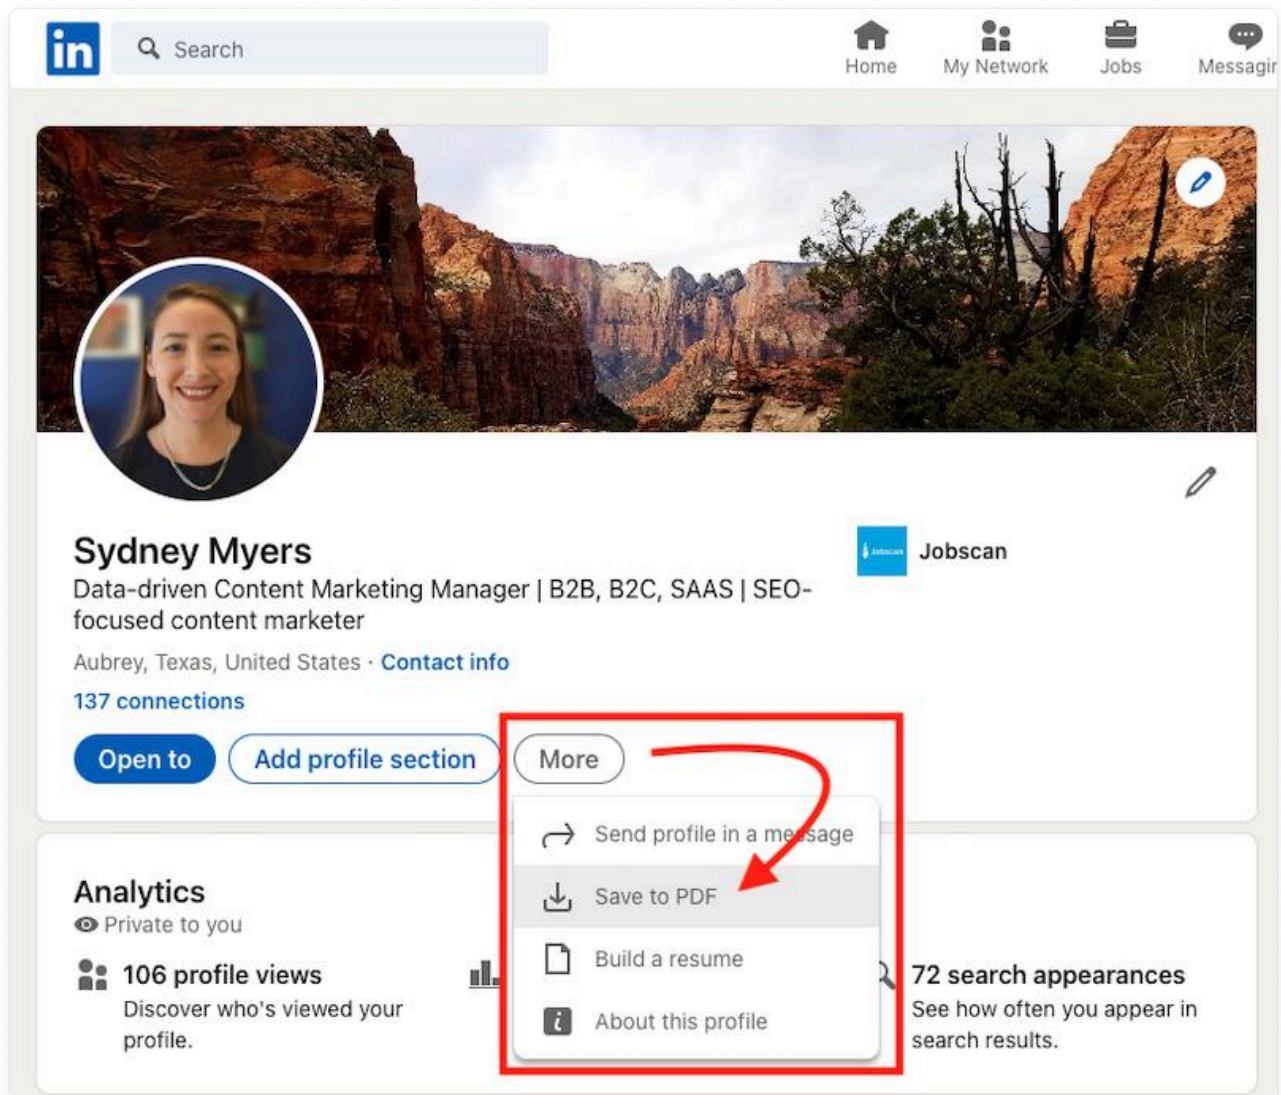 in
Search
Home
My Network
Jobs
Messagin
Sydney Myers
Jobscan
Jobscan
Data-driven Content Marketing Manager | B2B, B2C, SAAS | SEO-
focused content marketer
Aubrey, Texas, United States · Contact info
137 connections
Open to
Add profile section
More
Send profile in a message
Save to PDF
Build a resume
About this profile
Analytics
Private to you
106 profile views
Discover who's viewed your
profile.
72 search appearances
See how often you appear in
search results.